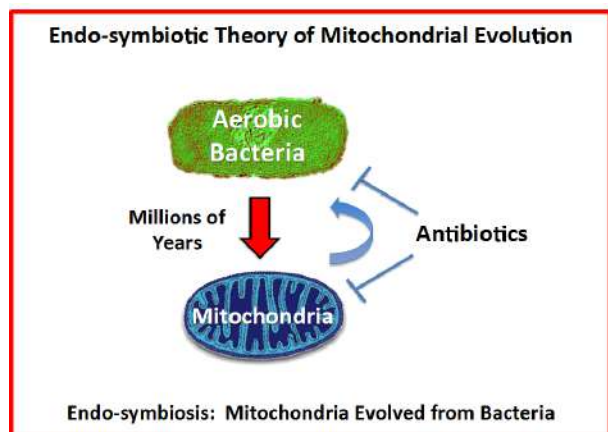 Endo-symbiotic Theory of Mitochondrial Evolution
Aerobic
Bacteria
Millions of
Years
Antibiotics
Mitochondria
Endo-symbiosis: Mitochondria Evolved from Bacteria